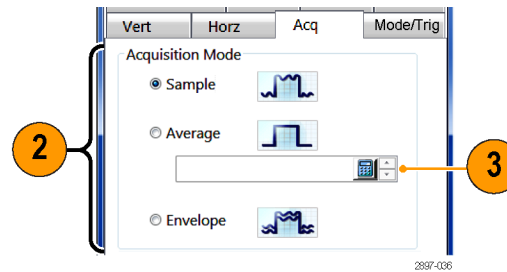 Vert Horz Acq Mode/Trig
Acquisition Mode
Sample
2
Average
3
Envelope
2897-036